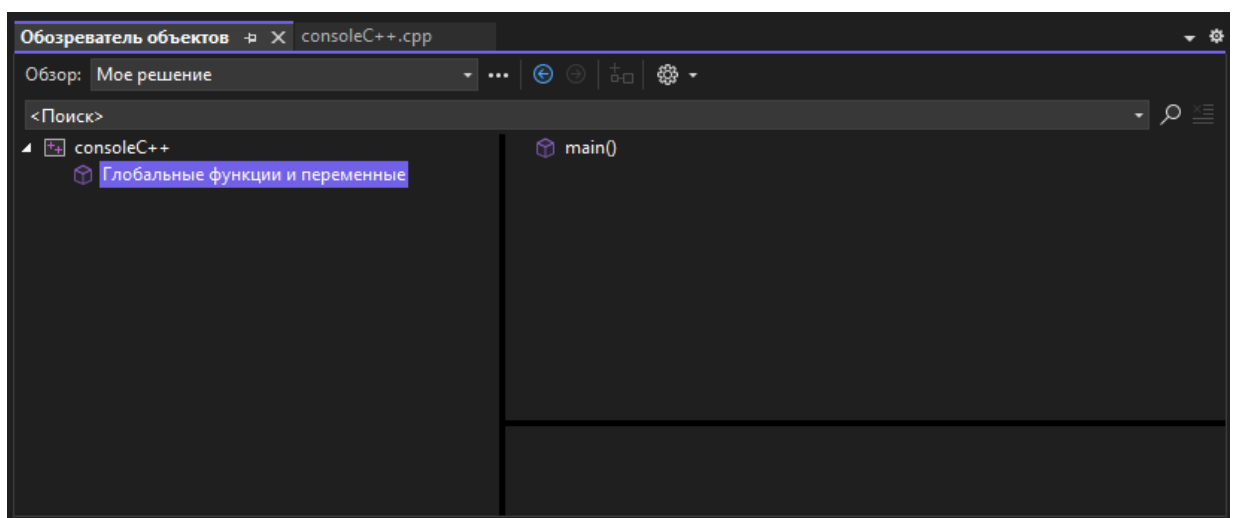 Обозреватель объектов consoleC++.cpp
Обзор: Мое решение
<Поиск>
consoleC++
Глобальные функции и переменные
main()